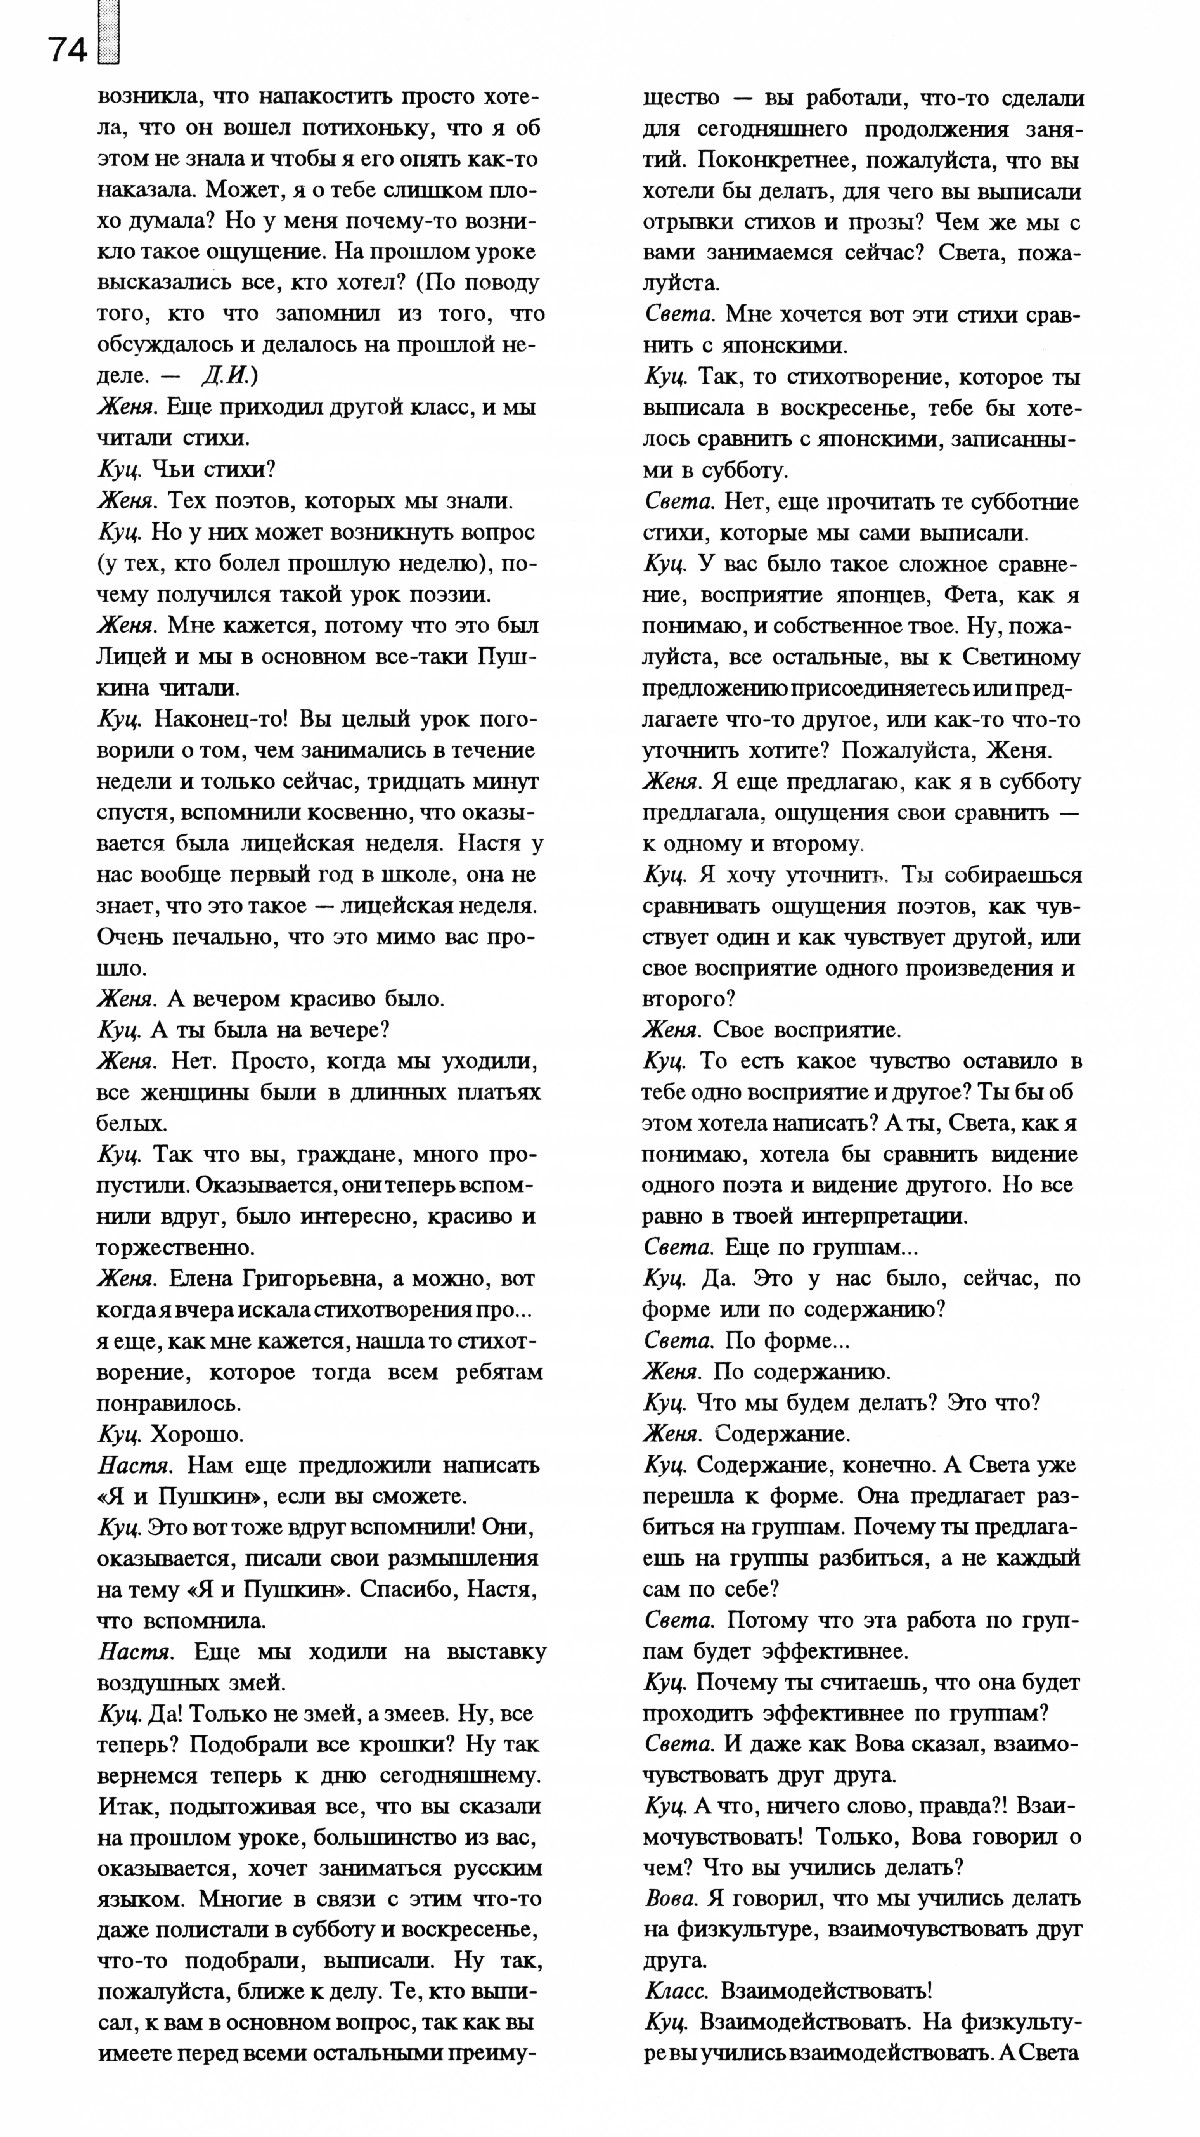 74
возникла, что напакостить просто хоте-
ла, что он вошел потихоньку, что я об
этом не знала и чтобы я его опять как-то
наказала. Может, я о тебе слишком пло-
хо думала? Но у меня почему-то возни-
кло такое ощущение. На прошлом уроке
высказались все, кто хотел? (По поводу
того, кто что запомнил из того, что
обсуждалось и делалось на прошлой не-
деле. — Д.И.)
Женя. Еще приходил другой класс, и мы
читали стихи.
Куц. Чьи стихи?
Женя. Тех поэтов, которых мы знали.
Куц. Но у них может возникнуть вопрос
(у тех, кто болел прошлую неделю), по-
чему получился такой урок поэзии.
Женя. Мне кажется, потому что это был
Лицей и мы в основном все-таки Пуш-
кина читали.
Куц. Наконец-то! Вы целый урок пого-
ворили о том, чем занимались в течение
недели и только сейчас, тридцать минут
спустя, вспомнили косвенно, что оказы-
вается была лицейская неделя. Настя у
нас вообще первый год в школе, она не
знает, что это такое — лицейская неделя.
Очень печально, что это мимо вас про-
шло.
Женя. А вечером красиво было.
Куц. А ты была на вечере?
Женя. Нет. Просто, когда мы уходили,
все женщины были в длинных платьях
белых.
Куц. Так что вы, граждане, много про-
пустили. Оказывается, они теперь вспом-
нили вдруг, было интересно, красиво и
торжественно.
Женя. Елена Григорьевна, а можно, вот
когда я вчера искала стихотворения про...
я еще, как мне кажется, нашла то стихот-
ворение, которое тогда всем ребятам
понравилось.
Куц. Хорошо.
Настя. Нам еще предложили написать
«Я и Пушкин», если вы сможете.
Куц. Это вот тоже вдруг вспомнили! Они,
оказывается, писали свои размышления
на тему «Я и Пушкин». Спасибо, Настя,
что вспомнила.
Настя. Еще мы ходили на выставку
воздушных змей.
Куц. Да! Только не змей, а змеев. Ну, все
теперь? Подобрали все крошки? Ну так
вернемся теперь к дню сегодняшнему.
Итак, подытоживая все, что вы сказали
на прошлом уроке, большинство из вас,
оказывается, хочет заниматься русским
языком. Многие в связи с этим что-то
даже полистали в субботу и воскресенье,
что-то подобрали, выписали. Ну так,
пожалуйста, ближе к делу. Те, кто выпи-
сал, к вам в основном вопрос, так как вы
имеете перед всеми остальными преиму-
щество — вы работали, что-то сделали
для сегодняшнего продолжения заня-
тий. Поконкретнее, пожалуйста, что вы
хотели бы делать, для чего вы выписали
отрывки стихов и прозы? Чем же мы с
вами занимаемся сейчас? Света, пожа-
луйста.
Света. Мне хочется вот эти стихи срав-
нить с японскими.
Куц. Так, то стихотворение, которое ты
выписала в воскресенье, тебе бы хоте-
лось сравнить с японскими, записанны-
ми в субботу.
Света. Нет, еще прочитать те субботние
стихи, которые мы сами выписали.
Куц. У вас было такое сложное сравне-
ние, восприятие японцев, Фета, как я
понимаю, и собственное твое. Ну, пожа-
луйста, все остальные, вы к Светиному
предложению присоединяетесь или пред-
лагаете что-то другое, или как-то что-то
уточнить хотите? Пожалуйста, Женя.
Женя. Я еще предлагаю, как я в субботу
предлагала, ощущения свои сравнить —
к одному и второму.
Куц. Я хочу уточнить. Ты собираешься
сравнивать ощущения поэтов, как чув-
ствует один и как чувствует другой, или
свое восприятие одного произведения и
второго?
Женя. Свое восприятие.
Куц. То есть какое чувство оставило в
тебе одно восприятие и другое? Ты бы об
этом хотела написать? А ты, Света, как я
понимаю, хотела бы сравнить видение
одного поэта и видение другого. Но все
равно в твоей интерпретации.
Света. Еще по группам...
Куц. Да. Это у нас было, сейчас, по
форме или по содержанию?
Света. По форме...
Женя. По содержанию.
Куц. Что мы будем делать? Это что?
Женя. Содержание.
Куц. Содержание, конечно. А Света уже
перешла к форме. Она предлагает раз-
биться на группам. Почему ты предлага-
ешь на группы разбиться, а не каждый
сам по себе?
Света. Потому что эта работа по груп-
пам будет эффективнее.
Куц. Почему ты считаешь, что она будет
проходить эффективнее по группам?
Света. И даже как Вова сказал, взаимо-
чувствовать друг друга.
Куц. А что, ничего слово, правда?! Взаи-
мочувствовать! Только, Вова говорил о
чем? Что вы учились делать?
Вова. Я говорил, что мы учились делать
на физкультуре, взаимочувствовать друг
друга.
Класс. Взаимодействовать!
Куц. Взаимодействовать. На физкульту-
ре вы учились взаимодействовать. А Света